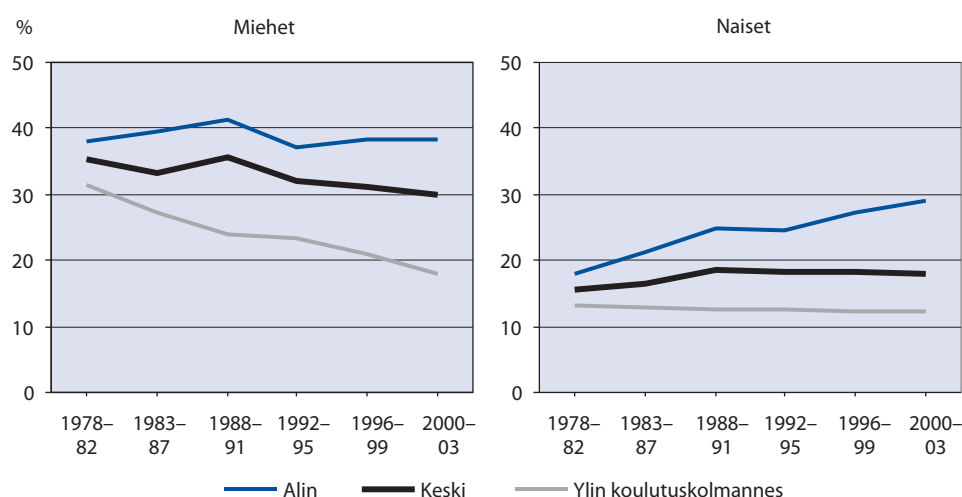 % Miehet Naiset
50 50
40 40
30 30
20 20
10 10
0 0
1978– 1983– 1988– 1992– 1996– 2000– 1978– 1983– 1988– 1992– 1996– 2000–
82 87 91 95 99 03 82 87 91 95 99 03
Alin Keski Ylin koulutuskolmannes